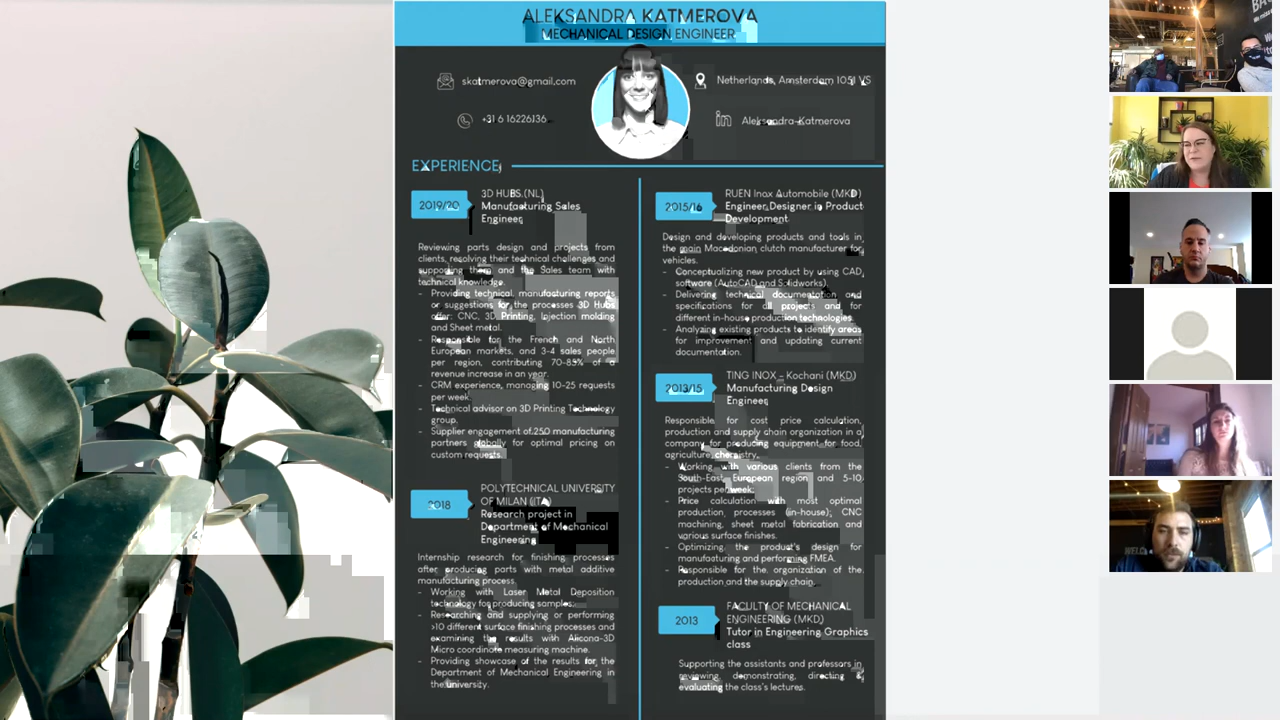 ALEKSANDRA KATMEROVA
MECHANICAL DESIGN ENGINEER
skatmerova@gmail.com
Netherlands, Amsterdam 1051 VS
+31 6 16226136
Aleksandra-Katmerova
EXPERIENCE
2019/20
3D HUBS (NL)
Manufacturing Sales
Engineer
Reviewing parts design and projects from
clients, resolving their technical challenges and
supporting them and the Sales team with
technical knowledge.
- Providing technical manufacturing reports
or suggestions for the processes 3D Hubs
offer: CNC, 3D Printing, Injection molding
and Sheet metal.
- Responsible for the French and North
European markets, and 3-4 sales people
per region, contributing 70-85% of a
revenue increase in an year.
- CRM experience, managing 10-25 requests
per week.
- Technical advisor on 3D Printing Technology
group.
- Supplier engagement of 250 manufacturing
partners globally for optimal pricing on
custom requests.
2018
POLYTECHNICAL UNIVERSITY
OF MILAN (ITA)
Research project in
Department of Mechanical
Engineering
Internship research for finishing processes
after producing parts with metal additive
manufacturing process.
- Working with Laser Metal Deposition
technology for producing samples.
- Researching and supplying or performing
>10 different surface finishing processes and
examining the results with Alicona-3D
Micro coordinate measuring machine.
- Providing showcase of the results for the
Department of Mechanical Engineering in
the university.
2015/16
RUEN Inox Automobile (MKD)
Engineer Designer in Product
Development
Design and developing products and tools in
the main Macedonian clutch manufacturer for
vehicles.
- Conceptualizing new product by using CAD
software (AutoCAD and Solidworks).
- Delivering technical documentation and
specifications for all projects and for
different in-house production technologies.
- Analyzing existing products to identify areas
for improvement and updating current
documentation.
2013/15
TING INOX - Kochani (MKD)
Manufacturing Design
Engineer
Responsible for cost price calculation,
production and supply chain organization in a
company for producing equipment for food,
agriculture, chemistry.
- Working with various clients from the
South-East European region and 5-10
projects per week.
- Price calculation with most optimal
production, processes (in-house); CNC
machining, sheet metal fabrication and
various surface finishes.
- Optimizing the product's design for
manufacturing and performing FMEA.
- Responsible for the organization of the
production and the supply chain.
2013
FACULTY OF MECHANICAL
ENGINEERING (MKD)
Tutor in Engineering Graphics
class
Supporting the assistants and professors in
reviewing, demonstrating, directing &
evaluating the class's lectures.